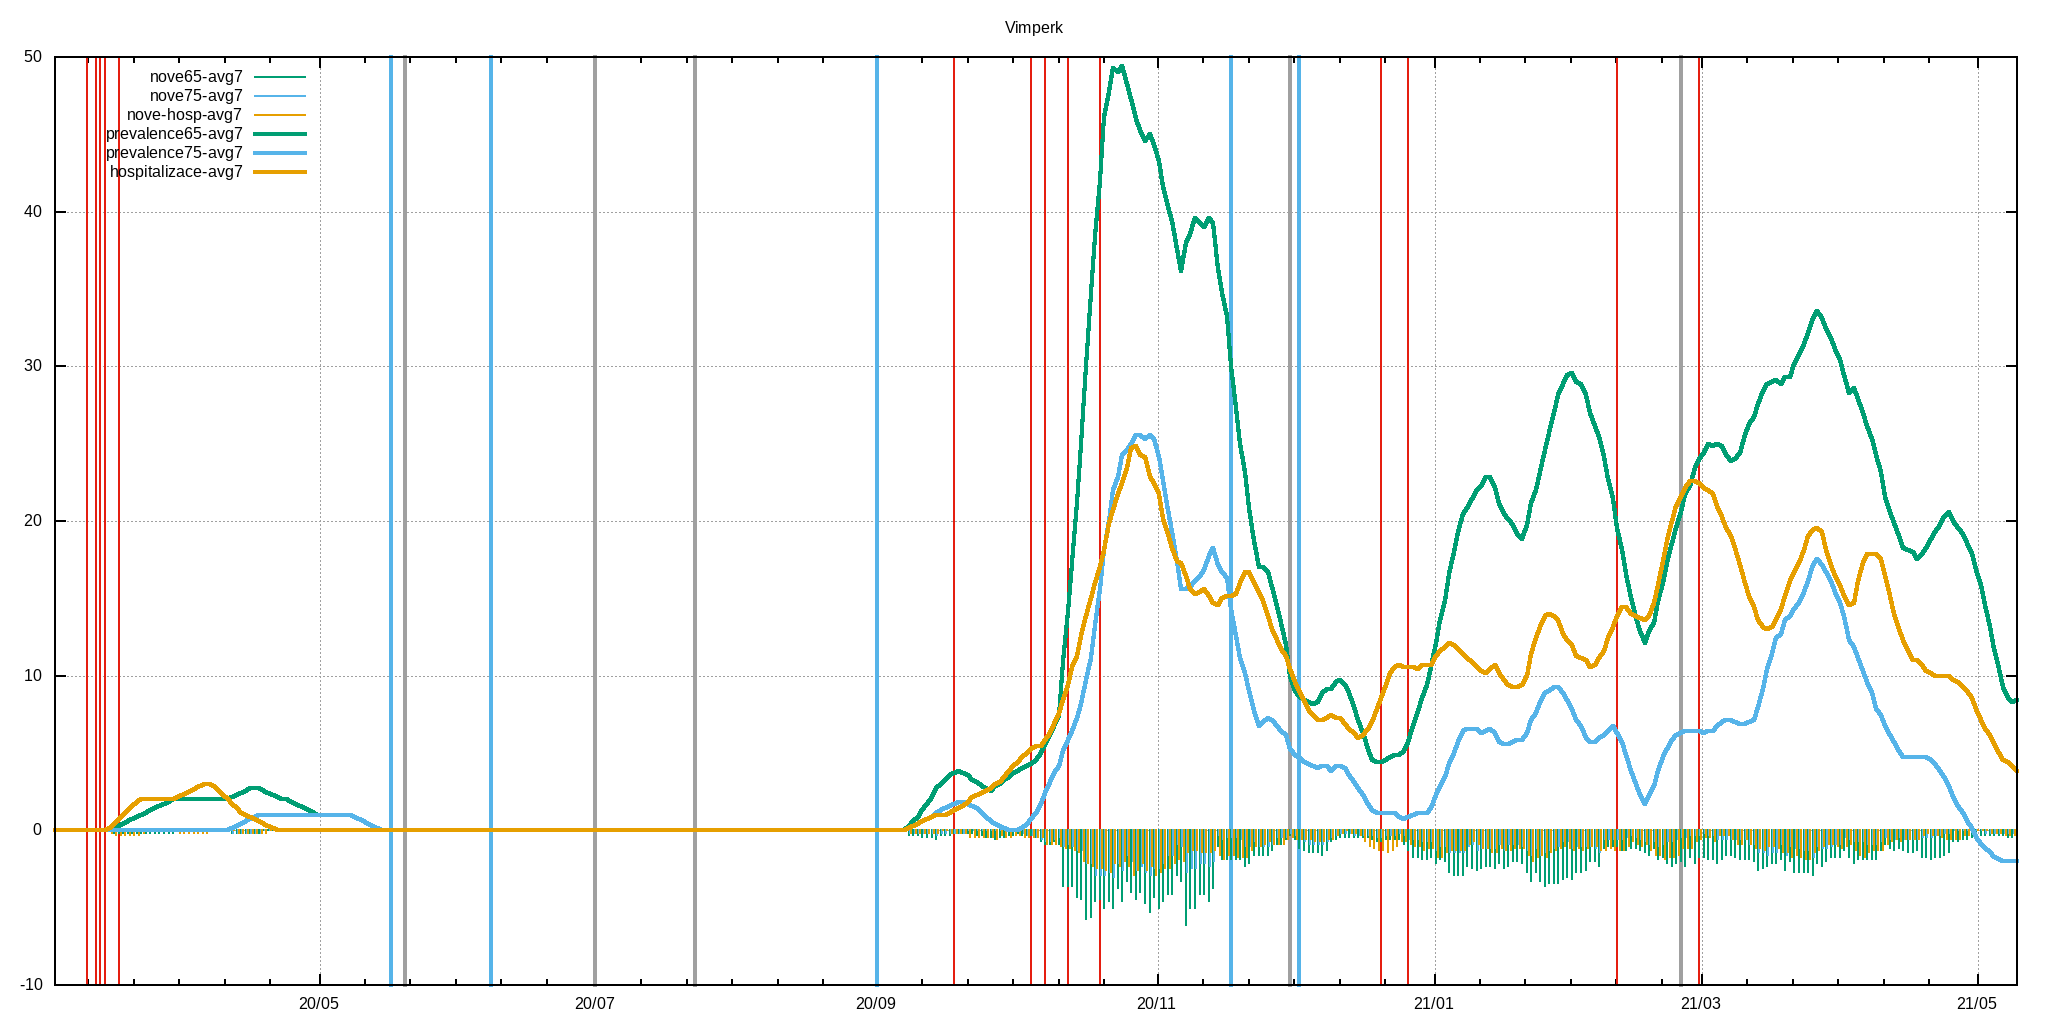 Vimperk
50
nove65-avg7
nove75-avg7
nove-hosp-avg7
prevalence65-avg7
prevalence75-avg7
hospitalizace-avg7
40
30
20
10
0
-10
20/05 20/07 20/09 20/11 21/01 21/03 21/05